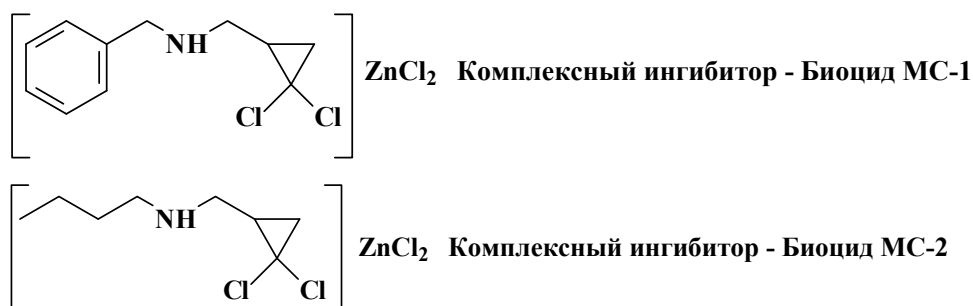 NH
Cl Cl
ZnCl₂ Комплексный ингибитор - Биоцид МС-1
NH
Cl Cl
ZnCl₂ Комплексный ингибитор - Биоцид МС-2